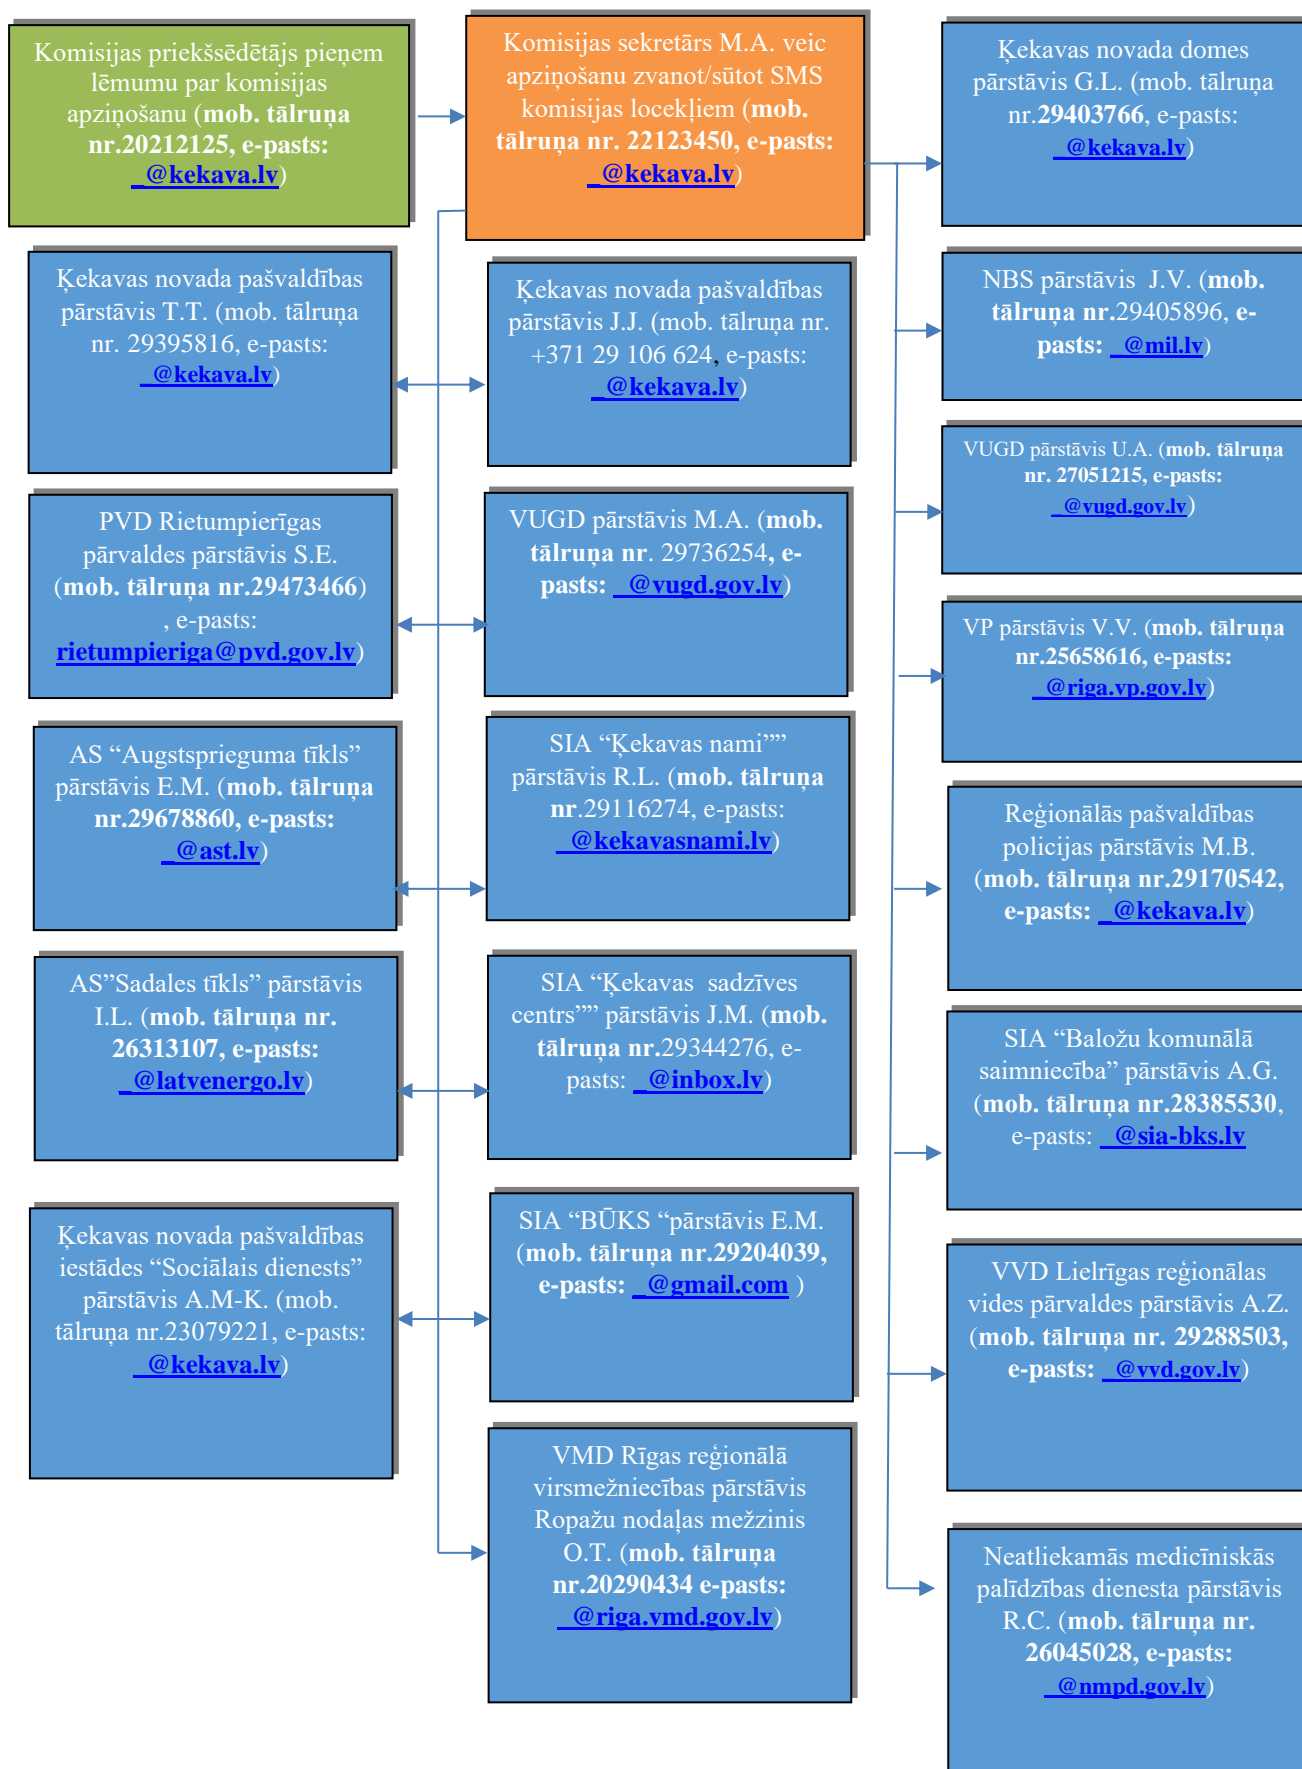 Komisijas priekšsēdētājs pieņem
lēmumu par komisijas
apziņošanu (mob. tālruņa
nr.20212125, e-pasts:
_@kekava.lv)
Komisijas sekretārs M.A. veic
apziņošanu zvanot/sūtot SMS
komisijas locekļiem (mob.
tālruņa nr. 22123450, e-pasts:
_@kekava.lv)
Ķekavas novada domes
pārstāvis G.L. (mob. tālruņa
nr.29403766, e-pasts:
_@kekava.lv)
Ķekavas novada pašvaldības
pārstāvis T.T. (mob. tālruņa
nr. 29395816, e-pasts:
_@kekava.lv)
Ķekavas novada pašvaldības
pārstāvis J.J. (mob. tālruņa nr.
+371 29 106 624, e-pasts:
_@kekava.lv)
NBS pārstāvis J.V. (mob.
tālruņa nr.29405896, e-
pasts: _@mil.lv)
VUGD pārstāvis U.A. (mob. tālruņa
nr. 27051215, e-pasts:
_@vugd.gov.lv)
PVD Rietumpierīgas
pārvaldes pārstāvis S.E.
(mob. tālruņa nr.29473466)
, e-pasts:
rietumpieriga@pvd.gov.lv)
VUGD pārstāvis M.A. (mob.
tālruņa nr. 29736254, e-
pasts: _@vugd.gov.lv)
VP pārstāvis V.V. (mob. tālruņa
nr.25658616, e-pasts:
_@riga.vp.gov.lv)
AS “Augstsprieguma tīkls”
pārstāvis E.M. (mob. tālruņa
nr.29678860, e-pasts:
_@ast.lv)
SIA “Ķekavas nami””
pārstāvis R.L. (mob. tālruņa
nr.29116274, e-pasts:
_@kekavasnami.lv)
Reģionālās pašvaldības
policijas pārstāvis M.B.
(mob. tālruņa nr.29170542,
e-pasts: _@kekava.lv)
AS”Sadales tīkls” pārstāvis
I.L. (mob. tālruņa nr.
26313107, e-pasts:
_@latvenergo.lv)
SIA “Ķekavas sadzīves
centrs”” pārstāvis J.M. (mob.
tālruņa nr.29344276, e-
pasts: _@inbox.lv)
SIA “Baložu komunālā
saimniecība” pārstāvis A.G.
(mob. tālruņa nr.28385530,
e-pasts: _@sia-bks.lv
Ķekavas novada pašvaldības
iestādes “Sociālais dienests”
pārstāvis A.M-K. (mob.
tālruņa nr.23079221, e-pasts:
_@kekava.lv)
SIA “BŪKS “pārstāvis E.M.
(mob. tālruņa nr.29204039,
e-pasts: _@gmail.com )
VVD Lielrīgas reģionālas
vides pārvaldes pārstāvis A.Z.
(mob. tālruņa nr. 29288503,
e-pasts: _@vvd.gov.lv)
VMD Rīgas reģionālā
virsmežniecības pārstāvis
Ropažu nodaļas mežzinis
O.T. (mob. tālruņa
nr.20290434 e-pasts:
_@riga.vmd.gov.lv)
Neatliekamās medicīniskās
palīdzības dienesta pārstāvis
R.C. (mob. tālruņa nr.
26045028, e-pasts:
_@nmpd.gov.lv)